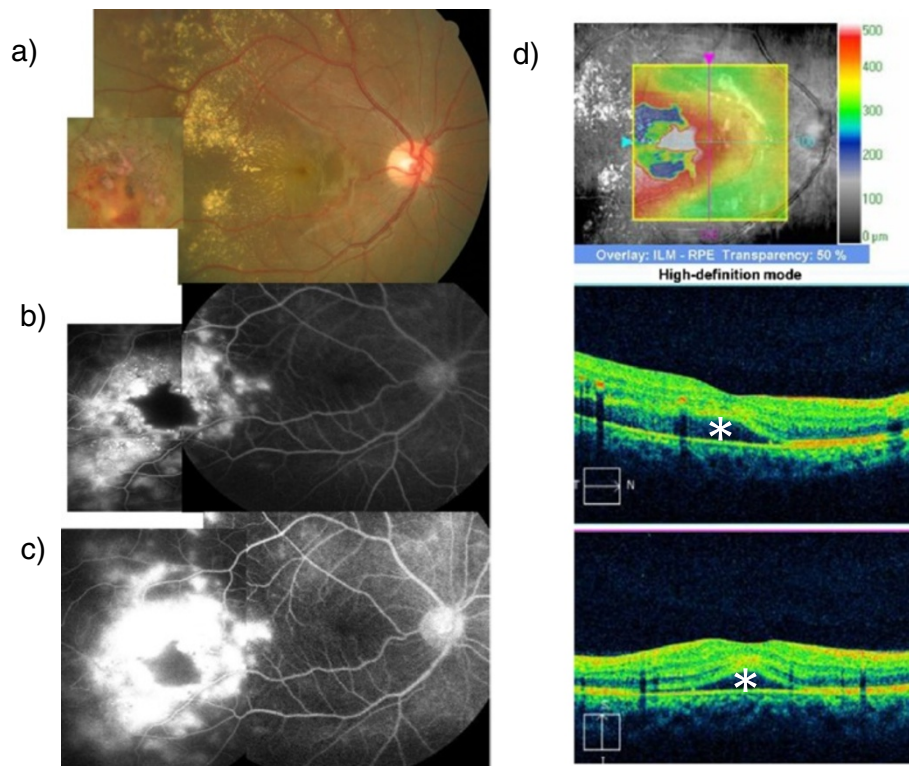 a)
d)
500
400
300
200
100
0 µm
Overlay: ILM - RPE Transparency: 50 %
High-definition mode
b)
*
T
N
c)
*
I